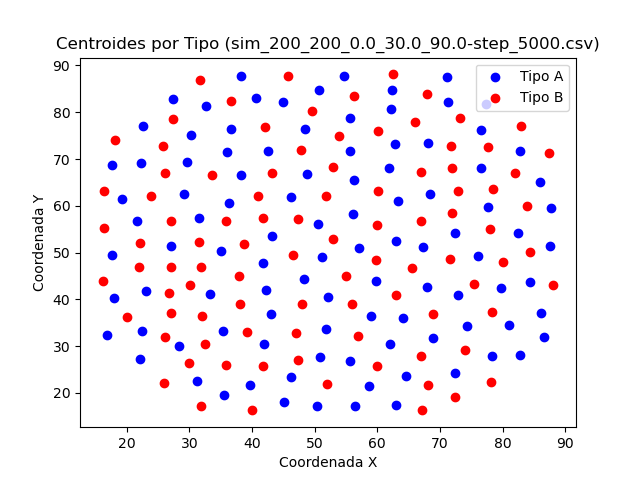 Centroides por Tipo (sim_200_200_0.0_30.0_90.0-step_5000.csv)
Tipo A
Tipo B
90
80
70
60
50
40
30
20
Coordenada Y
20 30 40 50 60 70 80 90
Coordenada X